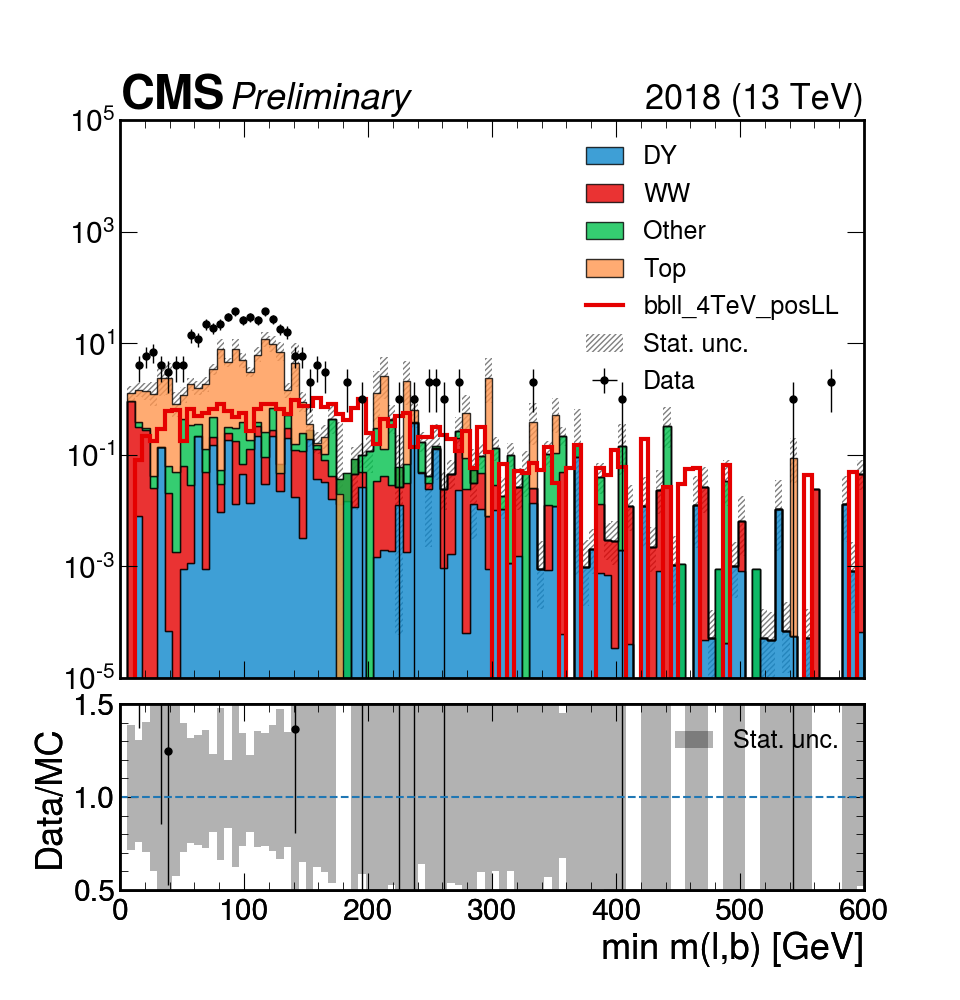 CMS Preliminary 2018 (13 TeV)
10^5
10^3
10^1
10^-1
10^-3
10^-5
DY
WW
Other
Top
bbll_4TeV_posLL
Stat. unc.
Data
1.5
1.0
0.5
Data/MC
Stat. unc.
0 100 200 300 400 500 600
min m(l,b) [GeV]